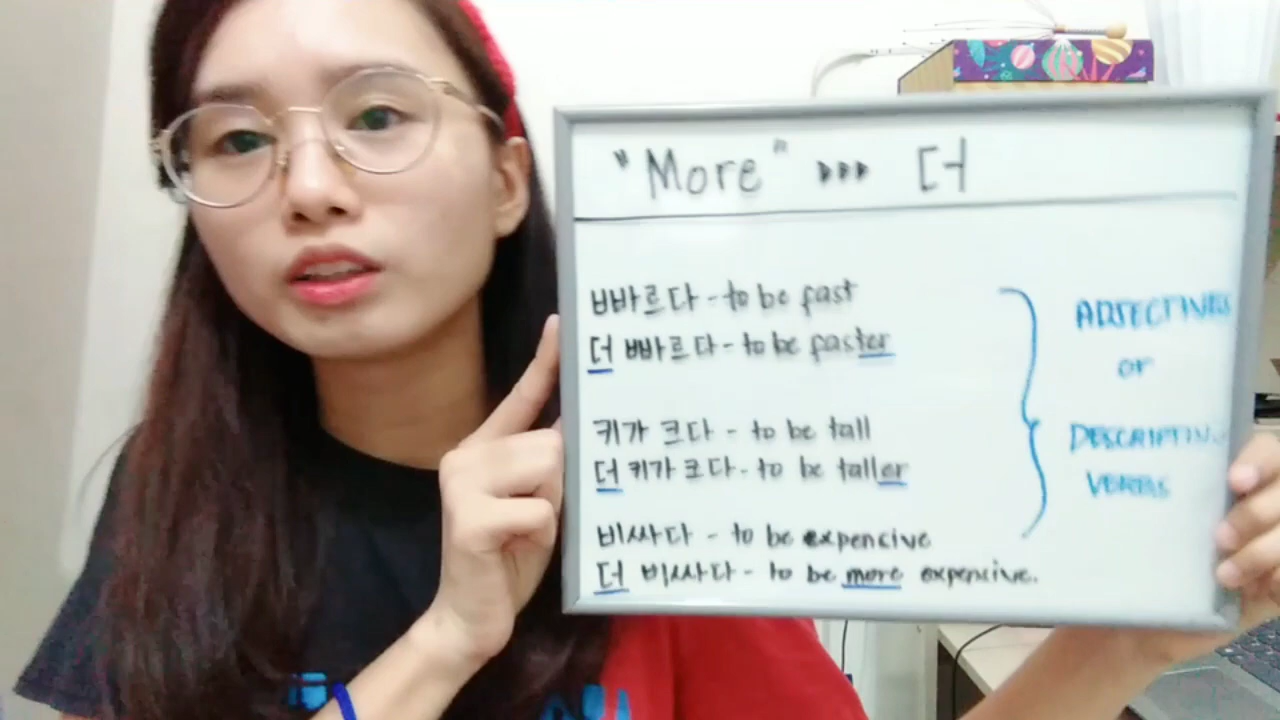 "More" ▸▸▸ 더
빠르다 - to be fast
더 빠르다 - to be faster
키가 크다 - to be tall
더 키가 크다 - to be taller
비싸다 - to be expencive
더 비싸다 - to be more expencive.
ADJECTIVES
or
DESCRIPTIVE
VERBS